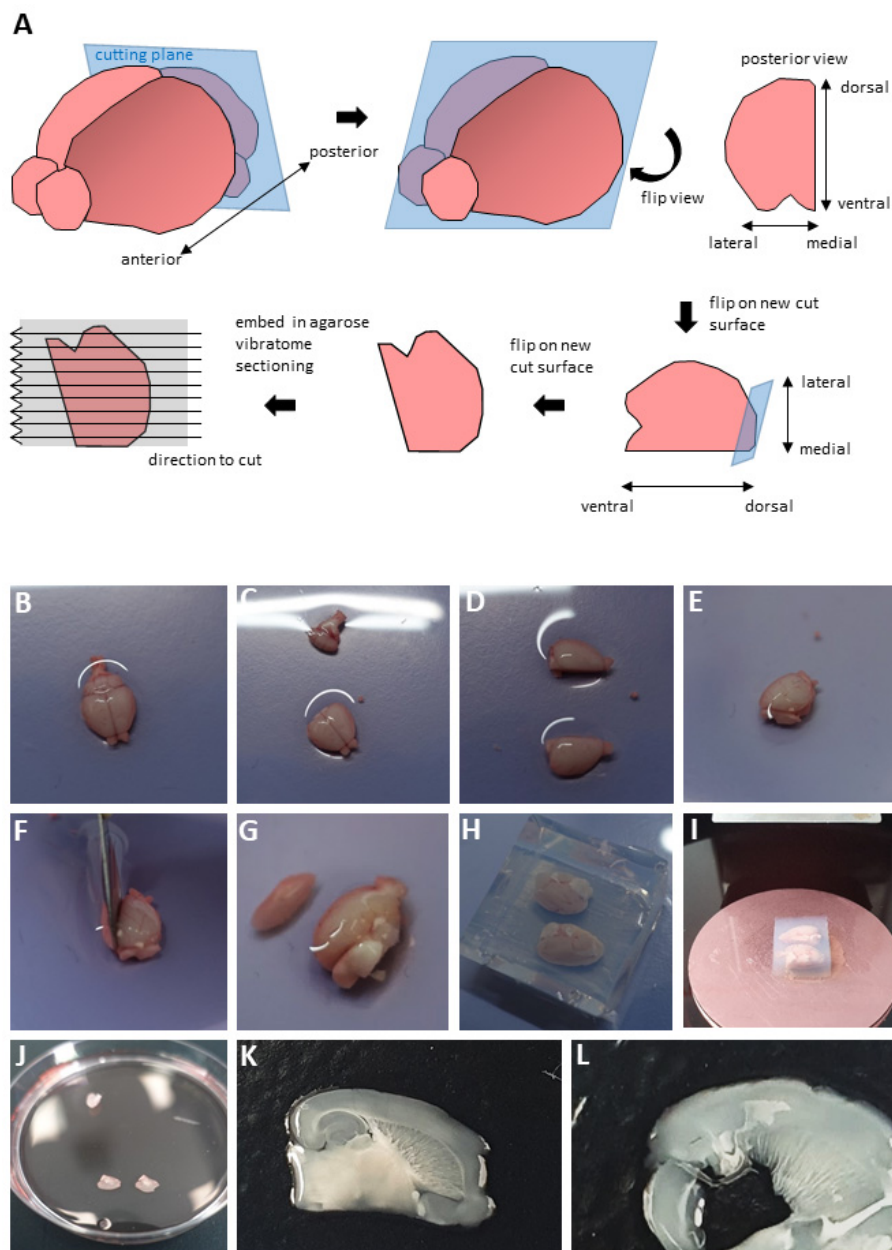 A
cutting plane
posterior
anterior
flip view
posterior view
dorsal
ventral
lateral medial
flip on new cut
surface
embed in agarose
vibratome
sectioning
flip on new
cut surface
direction to cut
lateral
medial
ventral dorsal
B
C
D
E
F
G
H
I
J
K
L